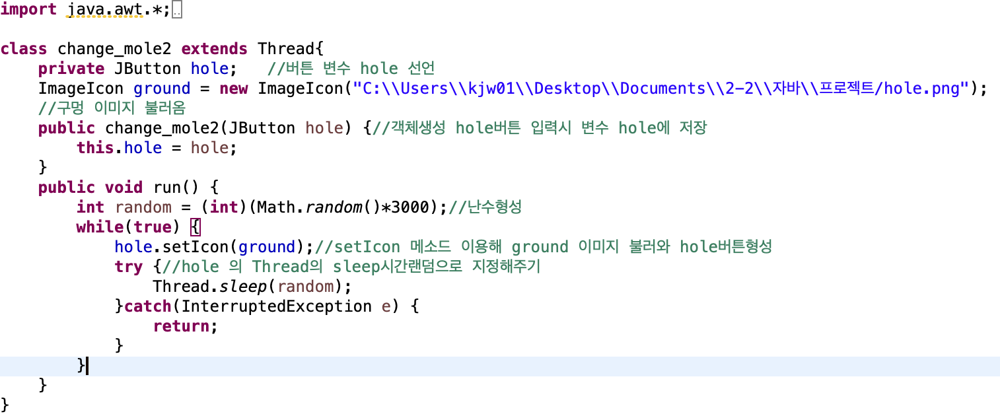 import java.awt.*;

class change_mole2 extends Thread{
    private JButton hole;   //버튼 변수 hole 선언
    ImageIcon ground = new ImageIcon("C:\\Users\\kjw01\\Desktop\\Documents\\2-2\\자바\\프로젝트/hole.png");
    //구멍 이미지 불러옴
    public change_mole2(JButton hole) {//객체생성 hole버튼 입력시 변수 hole에 저장
        this.hole = hole;
    }
    public void run() {
        int random = (int)(Math.random()*3000);//난수형성
        while(true) {
            hole.setIcon(ground);//setIcon 메소드 이용해 ground 이미지 불러와 hole버튼형성
            try {//hole 의 Thread의 sleep시간랜덤으로 지정해주기
                Thread.sleep(random);
            }catch(InterruptedException e) {
                return;
            }
        }
    }
}